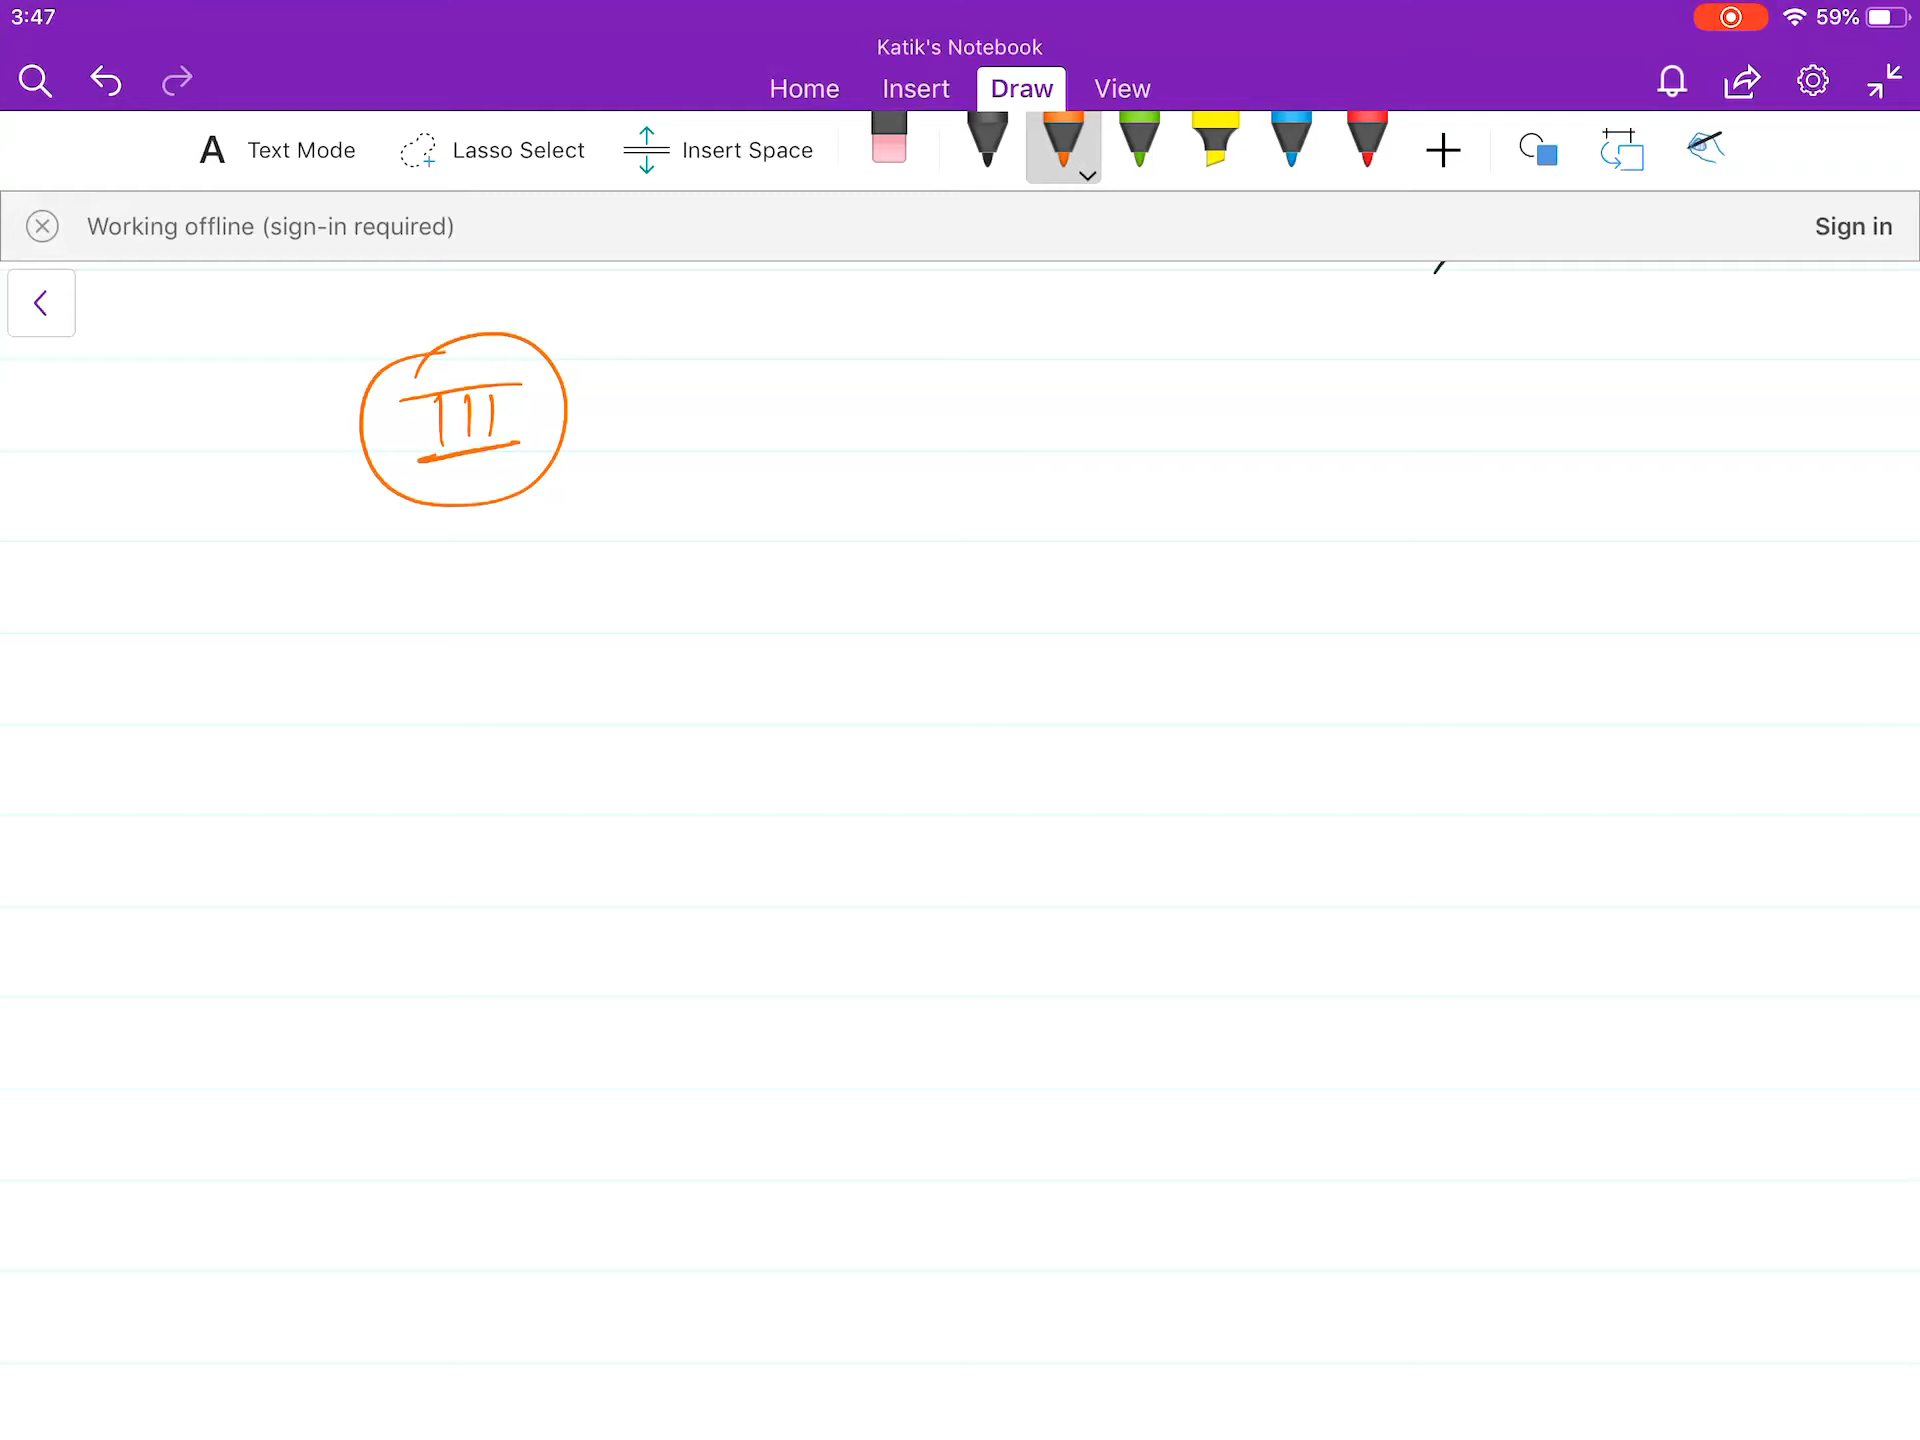 3:47
59%
Katik's Notebook
Home Insert Draw View
A Text Mode Lasso Select Insert Space
Working offline (sign-in required) Sign in
III